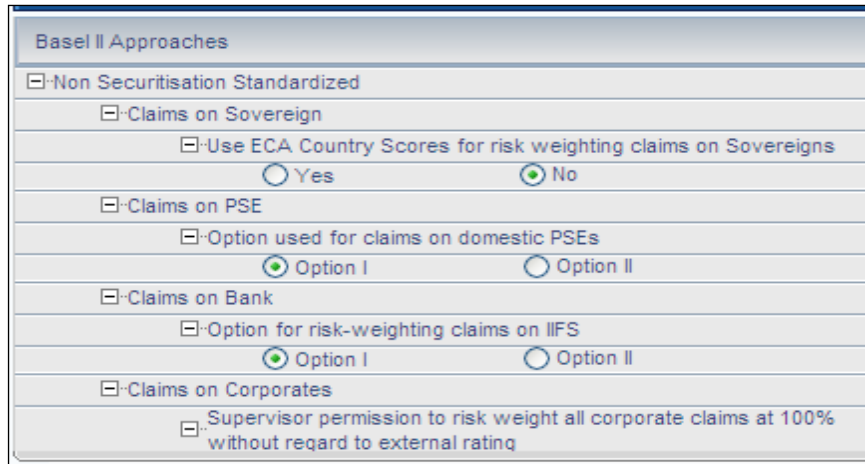 Basel II Approaches
Non Securitisation Standardized
Claims on Sovereign
Use ECA Country Scores for risk weighting claims on Sovereigns
Yes No
Claims on PSE
Option used for claims on domestic PSEs
Option I Option II
Claims on Bank
Option for risk-weighting claims on IIFS
Option I Option II
Claims on Corporates
Supervisor permission to risk weight all corporate claims at 100%
without regard to external rating